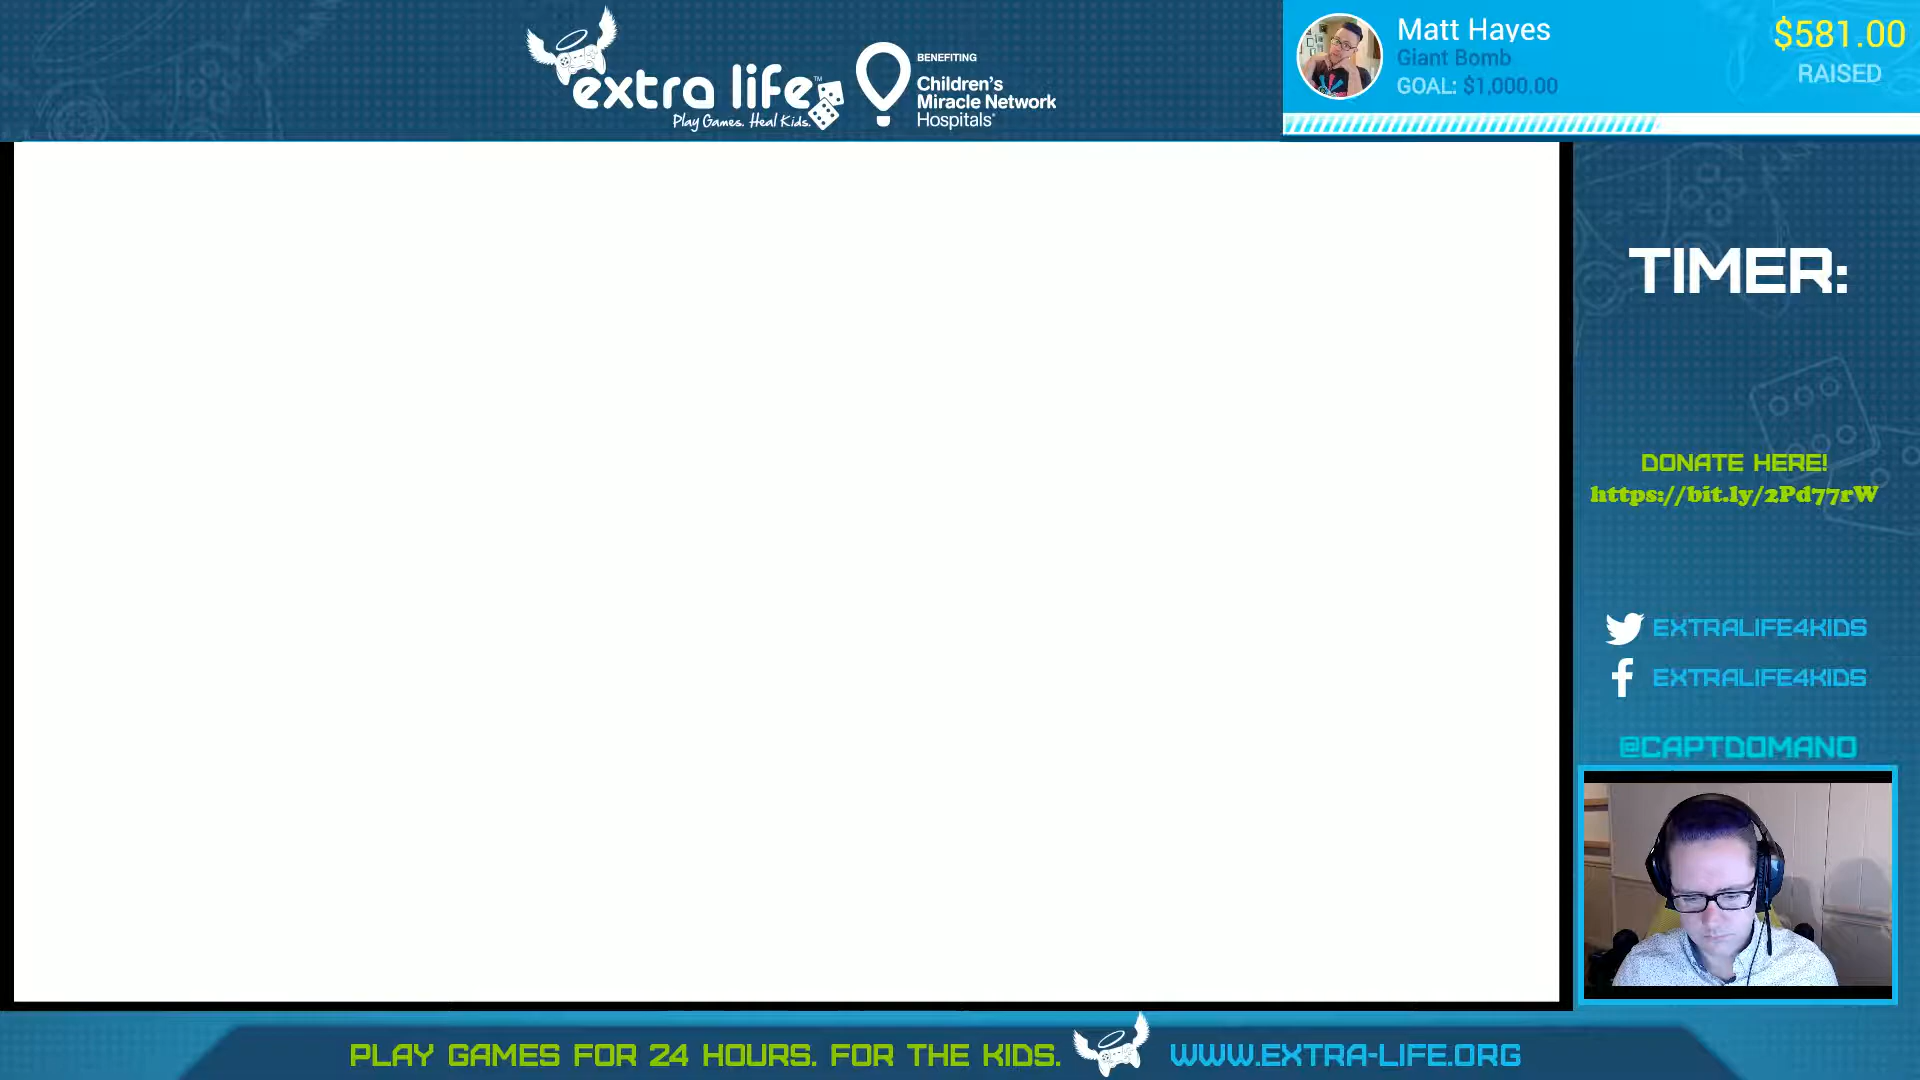 extra life™
Play Games. Heal Kids.
BENEFITING
Children's
Miracle Network
Hospitals®
Matt Hayes
Giant Bomb
GOAL: $1,000.00
$581.00
RAISED
TIMER:
DONATE HERE!
https://bit.ly/2Pd77rW
EXTRALIFE4KIDS
EXTRALIFE4KIDS
@CAPTDOMANO
PLAY GAMES FOR 24 HOURS. FOR THE KIDS.
WWW.EXTRA-LIFE.ORG